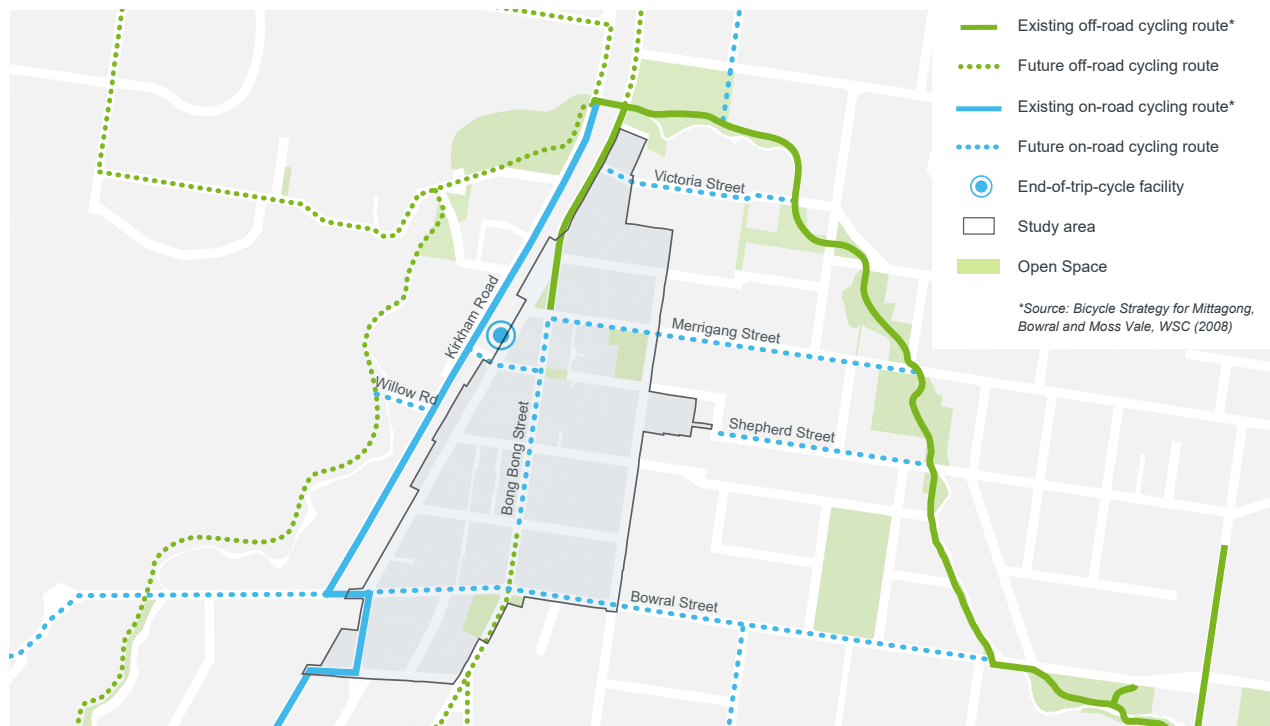 Existing off-road cycling route*
Future off-road cycling route
Existing on-road cycling route*
Future on-road cycling route
End-of-trip-cycle facility
Study area
Open Space
*Source: Bicycle Strategy for Mittagong,
Bowral and Moss Vale, WSC (2008)
Victoria Street
Kirkham Road
Merrigang Street
Willow Rd
Bong Bong Street
Shepherd Street
Bowral Street